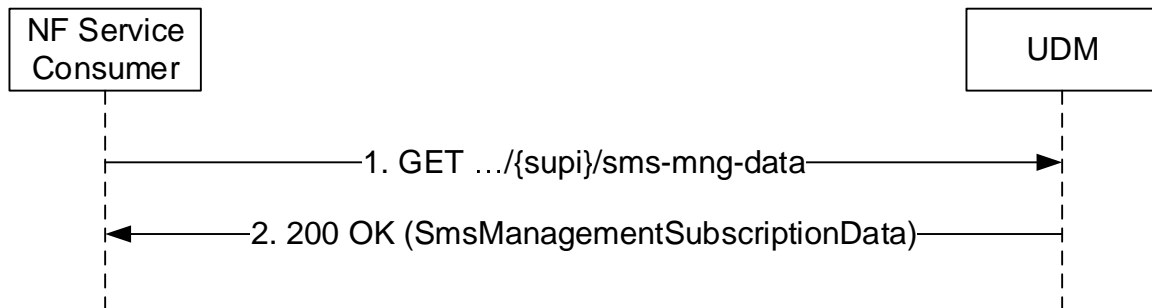 NF Service
Consumer
UDM
1. GET …/{supi}/sms-mng-data
2. 200 OK (SmsManagementSubscriptionData)